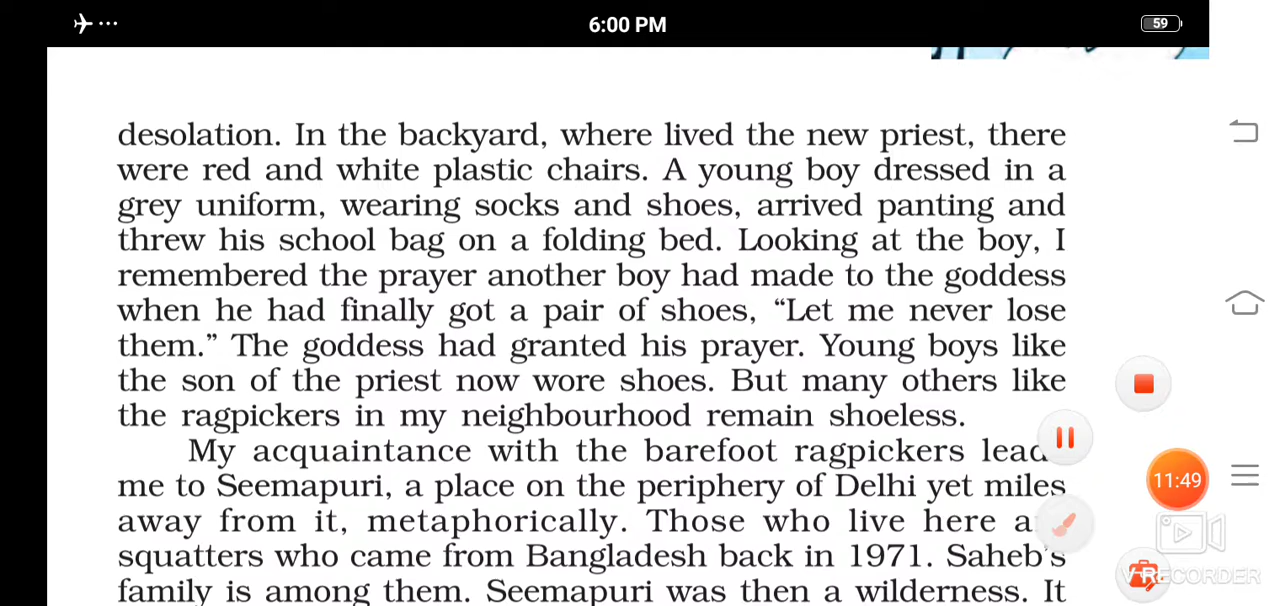 6:00 PM
59
desolation. In the backyard, where lived the new priest, there
were red and white plastic chairs. A young boy dressed in a
grey uniform, wearing socks and shoes, arrived panting and
threw his school bag on a folding bed. Looking at the boy, I
remembered the prayer another boy had made to the goddess
when he had finally got a pair of shoes, “Let me never lose
them.” The goddess had granted his prayer. Young boys like
the son of the priest now wore shoes. But many others like
the ragpickers in my neighbourhood remain shoeless.
My acquaintance with the barefoot ragpickers lead
me to Seemapuri, a place on the periphery of Delhi yet miles
away from it, metaphorically. Those who live here a
squatters who came from Bangladesh back in 1971. Saheb’s
family is among them. Seemapuri was then a wilderness. It
11:49
V RECORDER